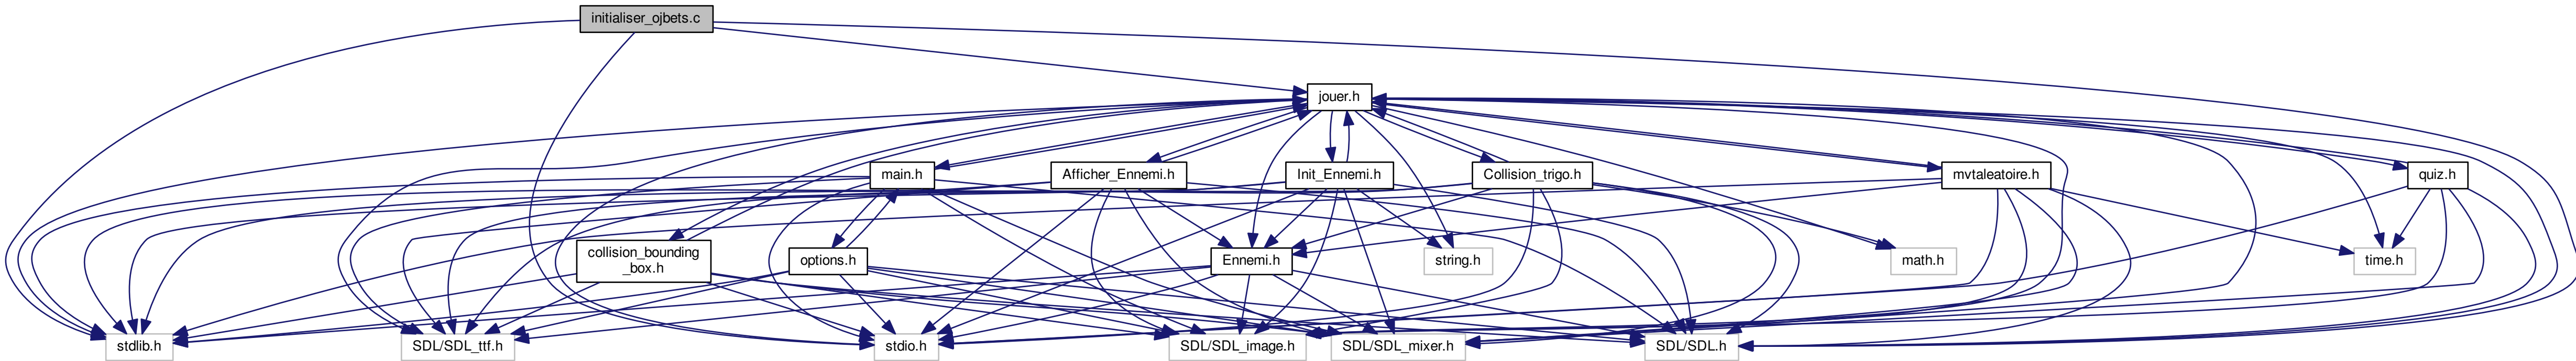 initialiser_ojbets.c
jouer.h
main.h
Afficher_Ennemi.h
Init_Ennemi.h
Collision_trigo.h
mvtaleatoire.h
quiz.h
collision_bounding
_box.h
options.h
Ennemi.h
string.h
math.h
time.h
stdlib.h
SDL/SDL_ttf.h
stdio.h
SDL/SDL_image.h
SDL/SDL_mixer.h
SDL/SDL.h